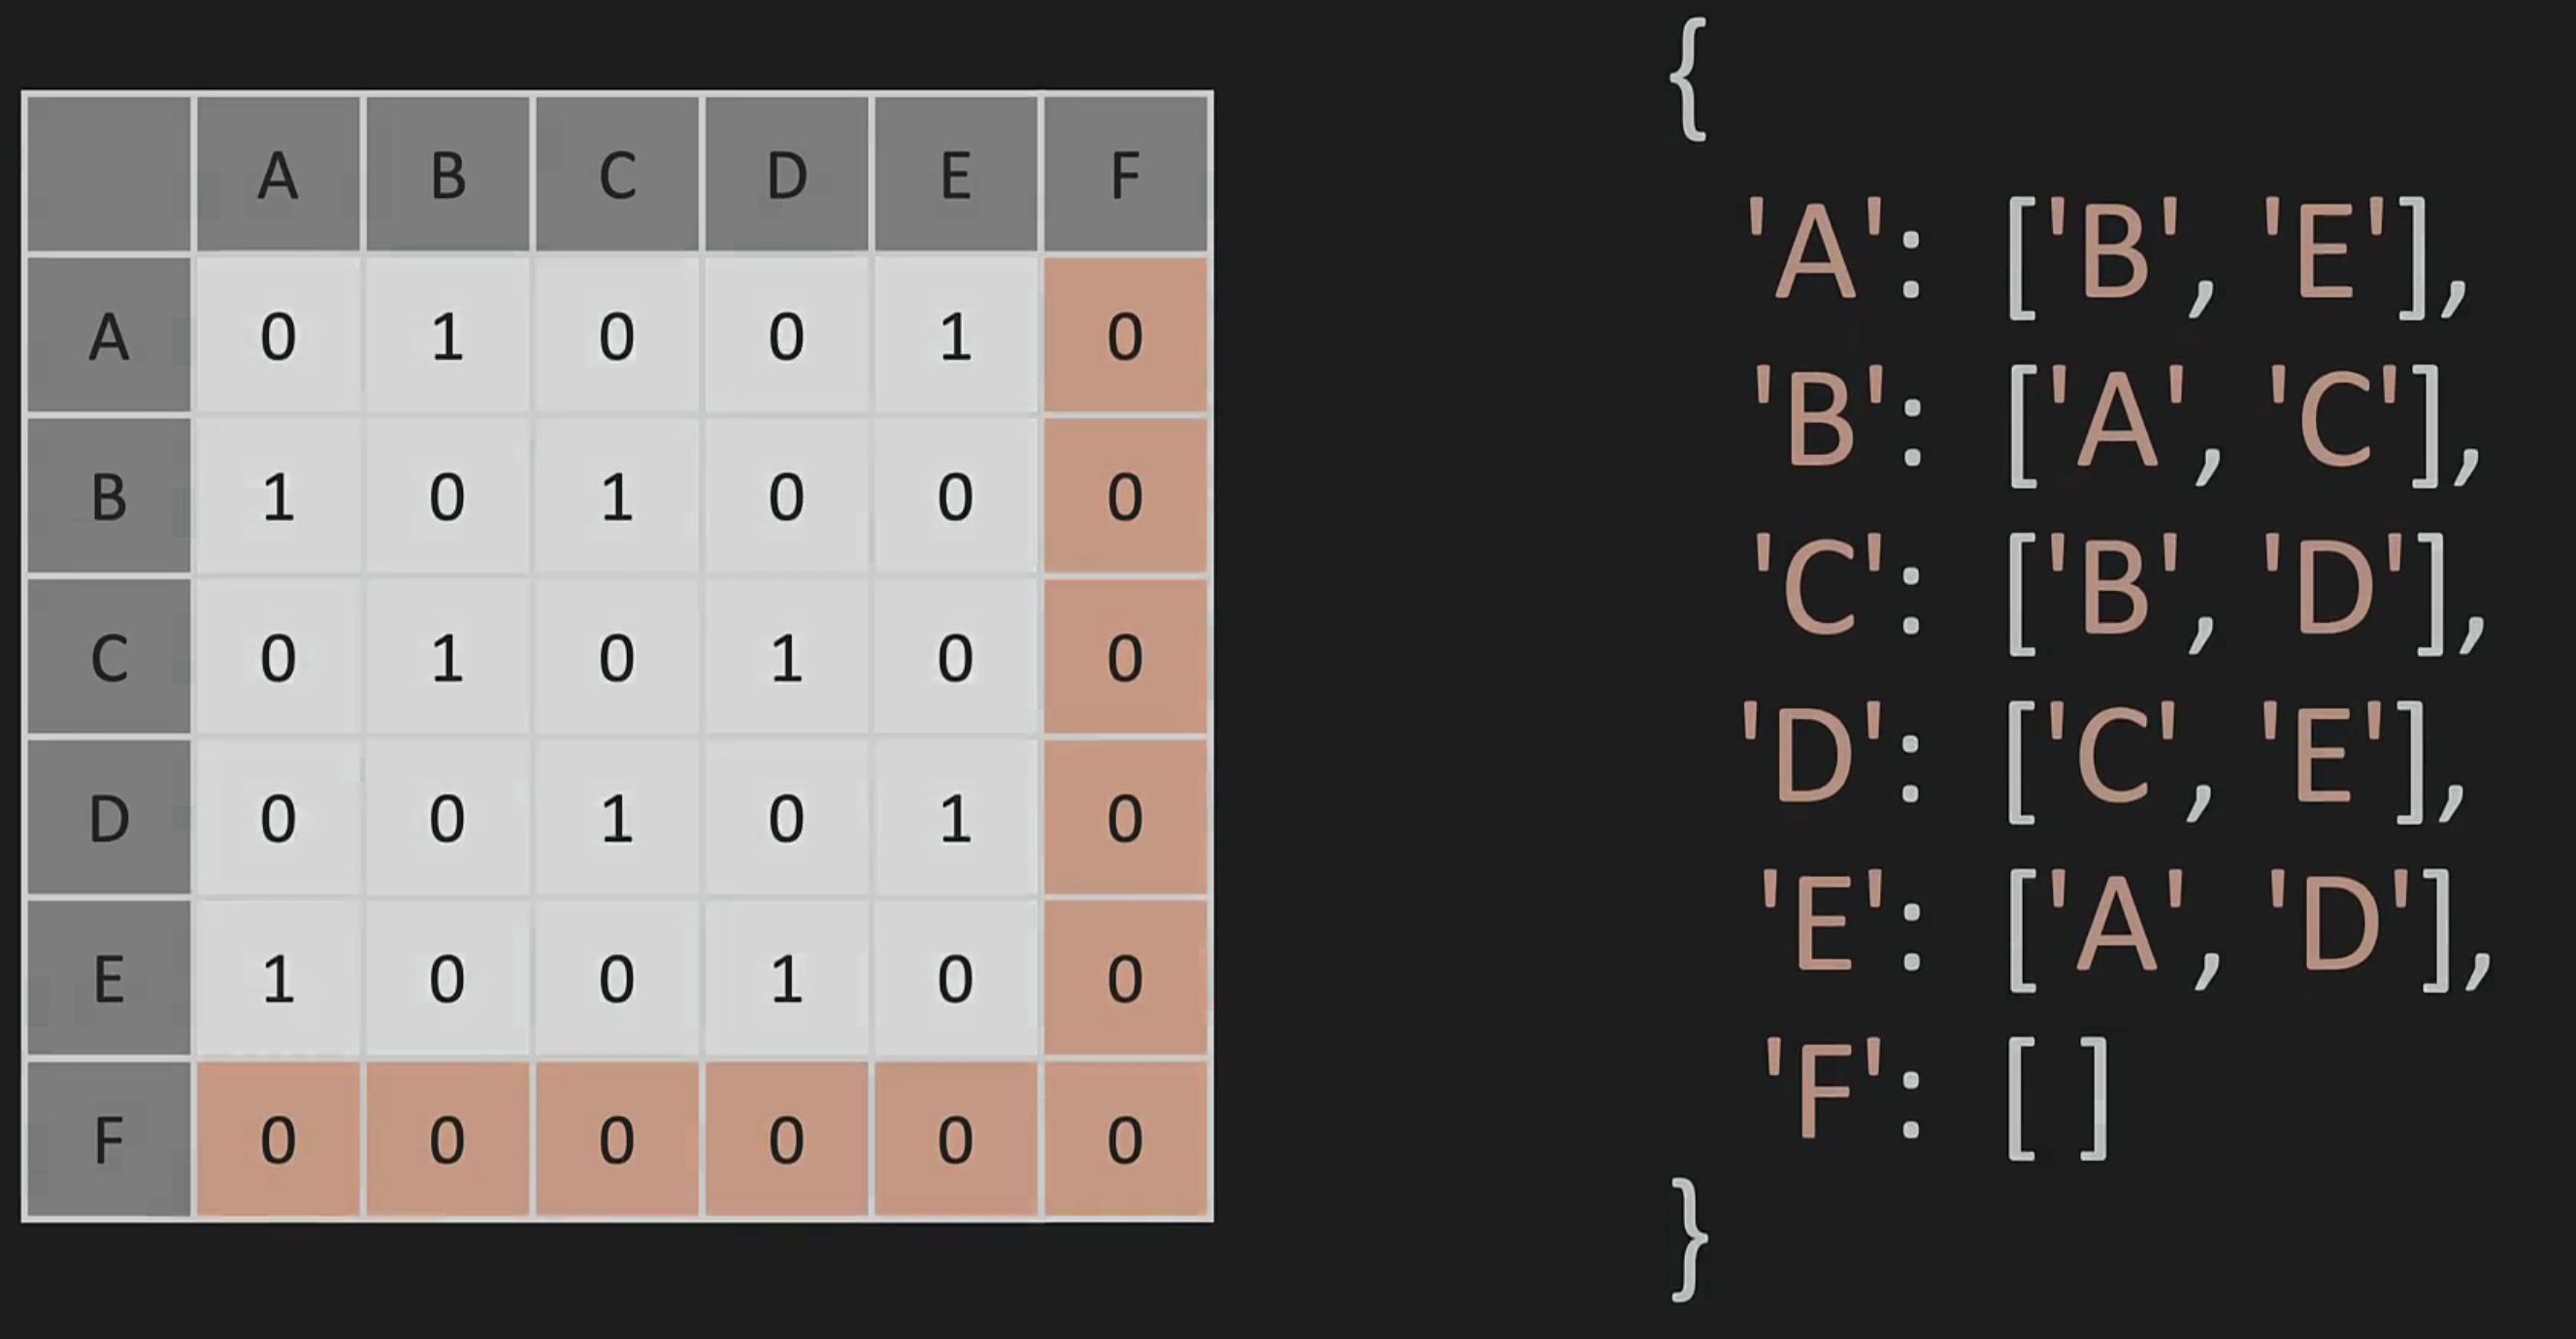 A B C D E F
A 0 1 0 0 1 0
B 1 0 1 0 0 0
C 0 1 0 1 0 0
D 0 0 1 0 1 0
E 1 0 0 1 0 0
F 0 0 0 0 0 0
{
'A': ['B', 'E'],
'B': ['A', 'C'],
'C': ['B', 'D'],
'D': ['C', 'E'],
'E': ['A', 'D'],
'F': [ ]
}